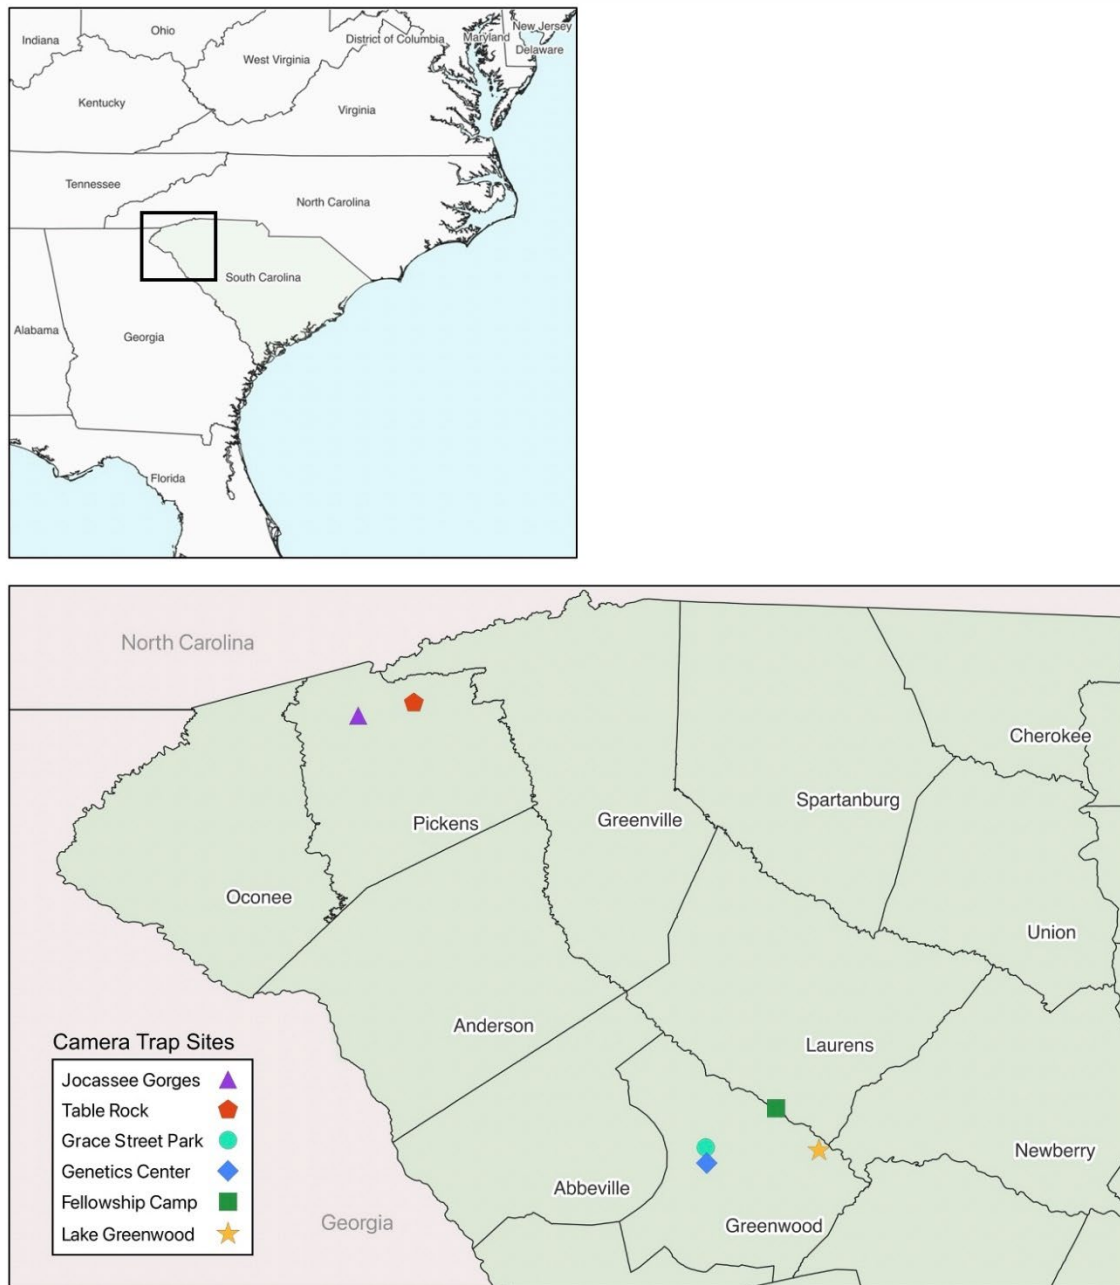 New Jersey
Ohio
District of Columbia
Maryland
Indiana
Delaware
West Virginia
Kentucky
Virginia
Tennessee
North Carolina
South Carolina
Alabama
Georgia
Florida
North Carolina
Cherokee
Spartanburg
Greenville
Pickens
Oconee
Union
Anderson
Laurens
Newberry
Abbeville
Greenwood
Georgia
Camera Trap Sites
Jocassee Gorges
Table Rock
Grace Street Park
Genetics Center
Fellowship Camp
Lake Greenwood